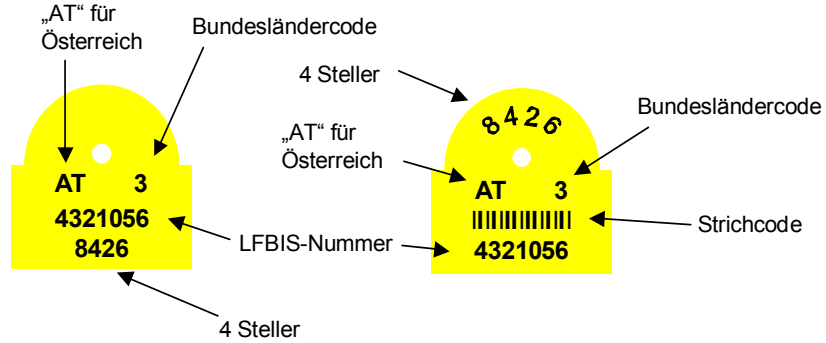 „AT“ für
Österreich
Bundesländercode
AT 3
4321056
8426
LFBIS-Nummer
4 Steller
4 Steller
8426
Bundesländercode
„AT“ für
Österreich
AT 3
Strichcode
4321056